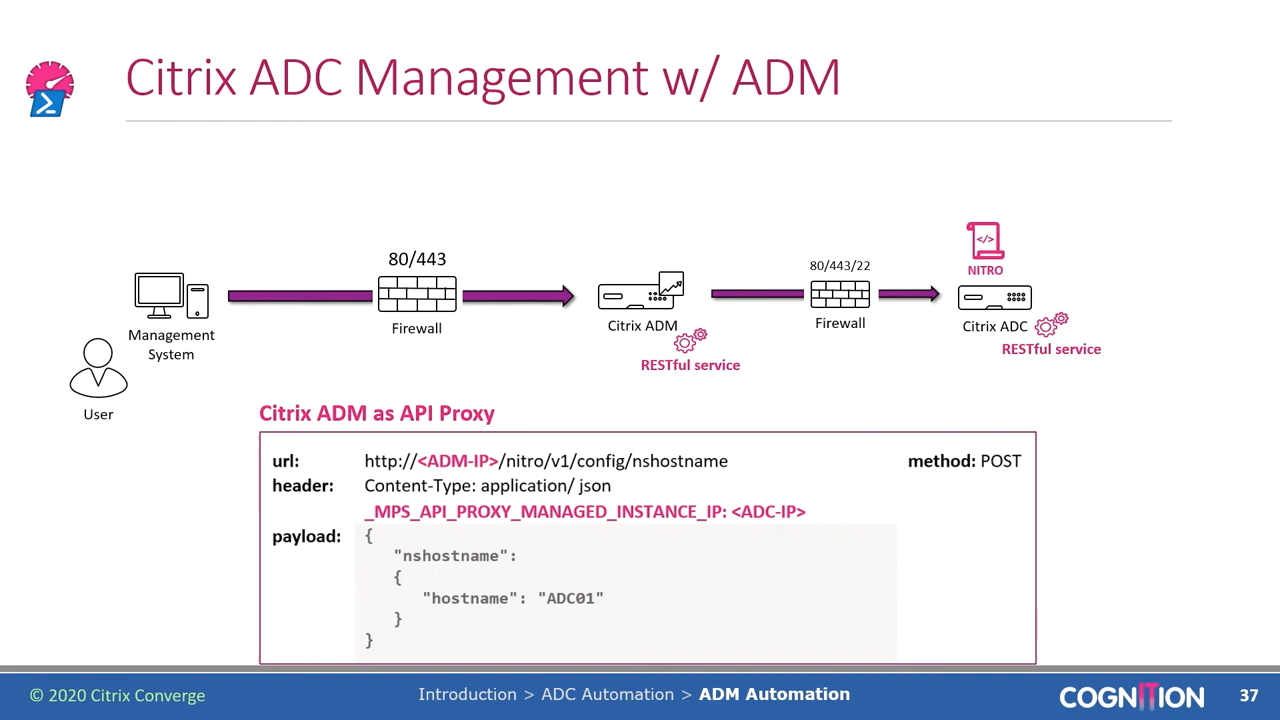 Citrix ADC Management w/ ADM
80/443
80/443/22
</>
NITRO
Management
System
Firewall
Citrix ADM
Firewall
Citrix ADC
RESTful service
RESTful service
User
Citrix ADM as API Proxy
url: http://<ADM-IP>/nitro/v1/config/nshostname method: POST
header: Content-Type: application/ json
_MPS_API_PROXY_MANAGED_INSTANCE_IP: <ADC-IP>
payload: {
"nshostname":
{
"hostname": "ADC01"
}
}
© 2020 Citrix Converge
Introduction > ADC Automation > ADM Automation
COGNITION
37